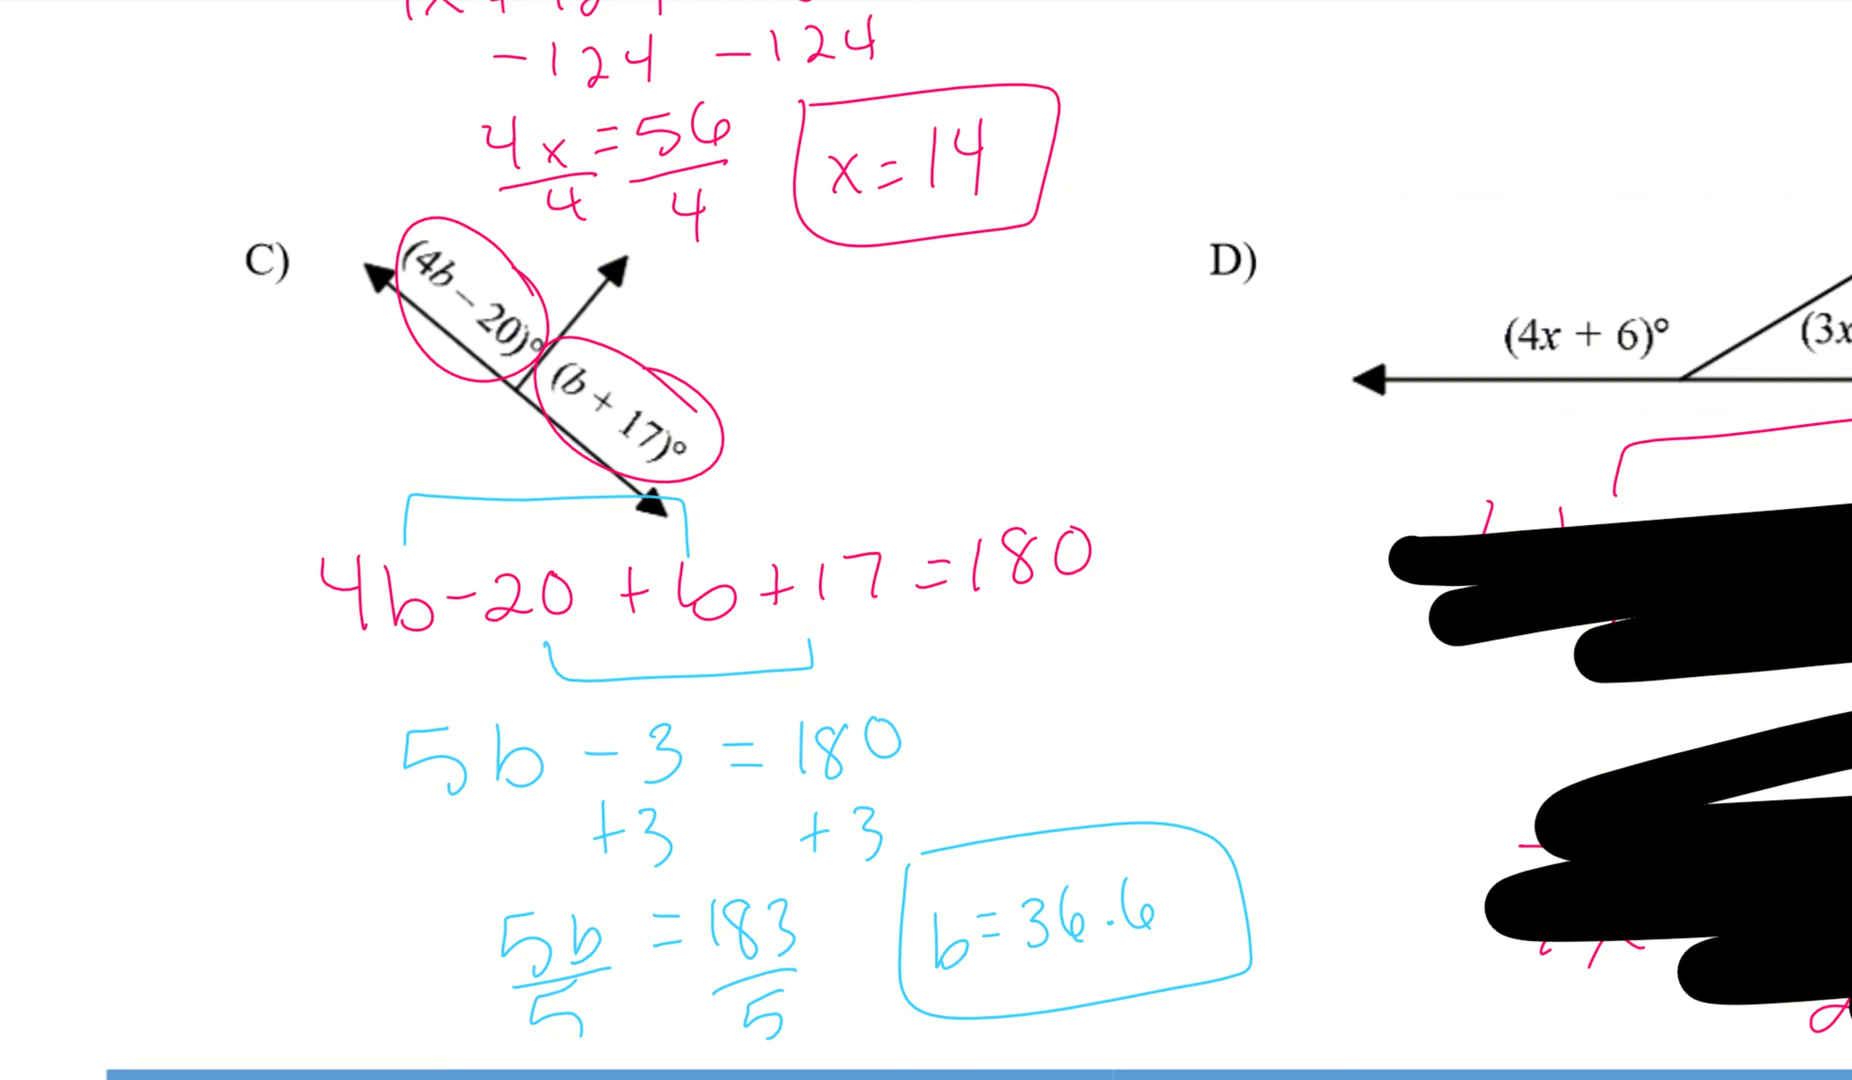 -124 -124
4x = 56
4 4
x = 14
C)
(4b – 20)°
(b + 17)°
4b - 20 + b + 17 = 180
5b - 3 = 180
+3 +3
5b = 183
5 5
b = 36.6
D)
(4x + 6)°
(3x